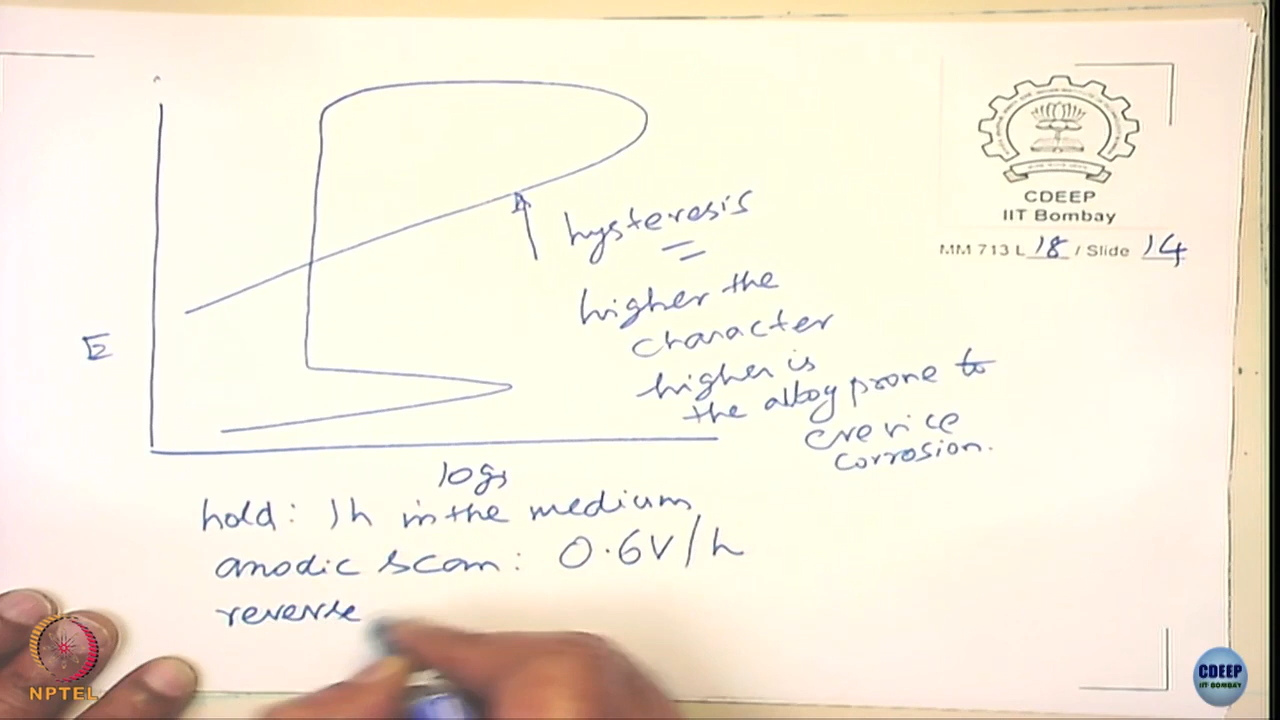 CDEEP
IIT Bombay
MM 713 L 18 / Slide 14
hysteresis
higher the
character
higher is
the alloy prone to
crevice
corrosion.
E
log i
hold: 1h in the medium
anodic scan: 0.6V/h
reverse
NPTEL
CDEEP
IIT BOMBAY